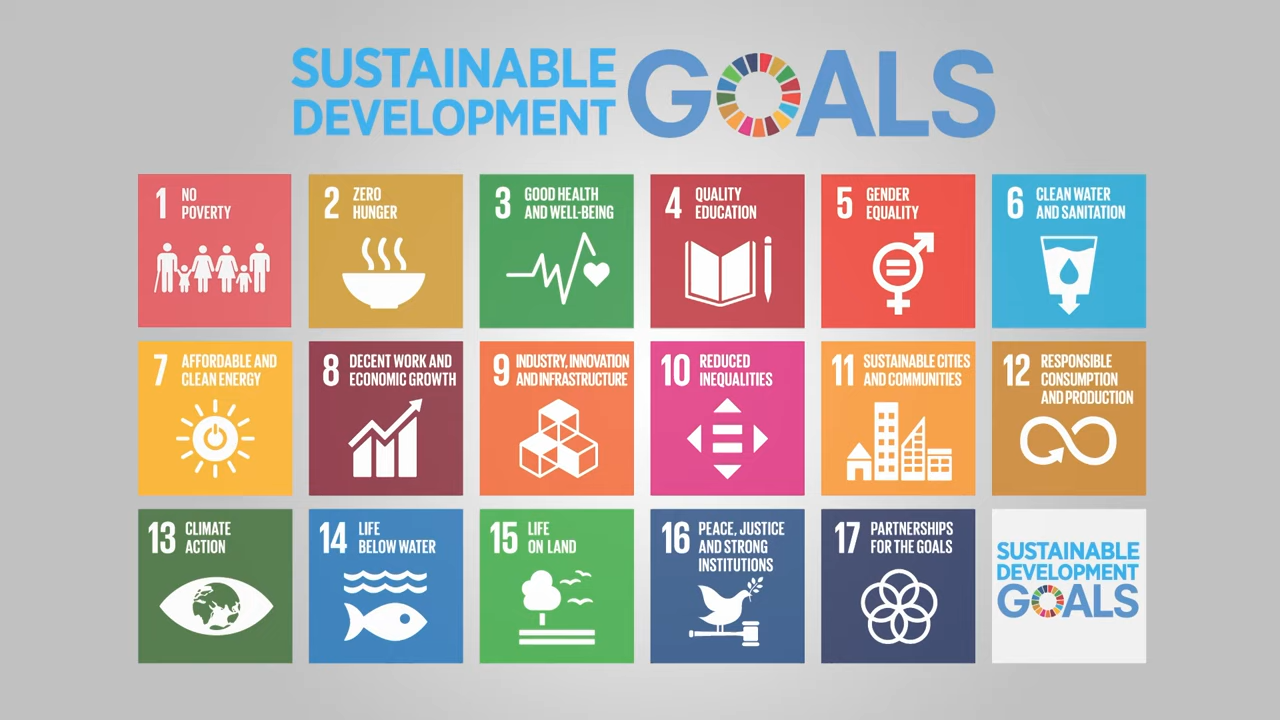 SUSTAINABLE
DEVELOPMENT
GOALS
1 NO
POVERTY
2 ZERO
HUNGER
3 GOOD HEALTH
AND WELL-BEING
4 QUALITY
EDUCATION
5 GENDER
EQUALITY
6 CLEAN WATER
AND SANITATION
7 AFFORDABLE AND
CLEAN ENERGY
8 DECENT WORK AND
ECONOMIC GROWTH
9 INDUSTRY, INNOVATION
AND INFRASTRUCTURE
10 REDUCED
INEQUALITIES
11 SUSTAINABLE CITIES
AND COMMUNITIES
12 RESPONSIBLE
CONSUMPTION
AND PRODUCTION
13 CLIMATE
ACTION
14 LIFE
BELOW WATER
15 LIFE
ON LAND
16 PEACE, JUSTICE
AND STRONG
INSTITUTIONS
17 PARTNERSHIPS
FOR THE GOALS
SUSTAINABLE
DEVELOPMENT
GOALS